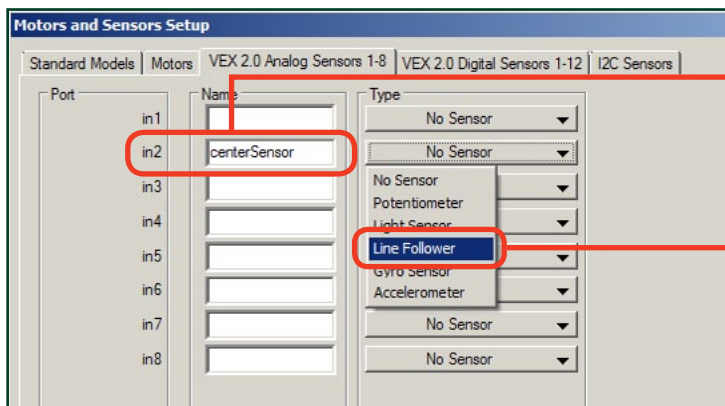 Motors and Sensors Setup
Standard Models Motors VEX 2.0 Analog Sensors 1-8 VEX 2.0 Digital Sensors 1-12 I2C Sensors
Port Name Type
in1 No Sensor
in2 centerSensor No Sensor
in3
No Sensor
Potentiometer
in4
Light Sensor
Line Follower
in5
Gyro Sensor
in6
Accelerometer
in7 No Sensor
in8 No Sensor